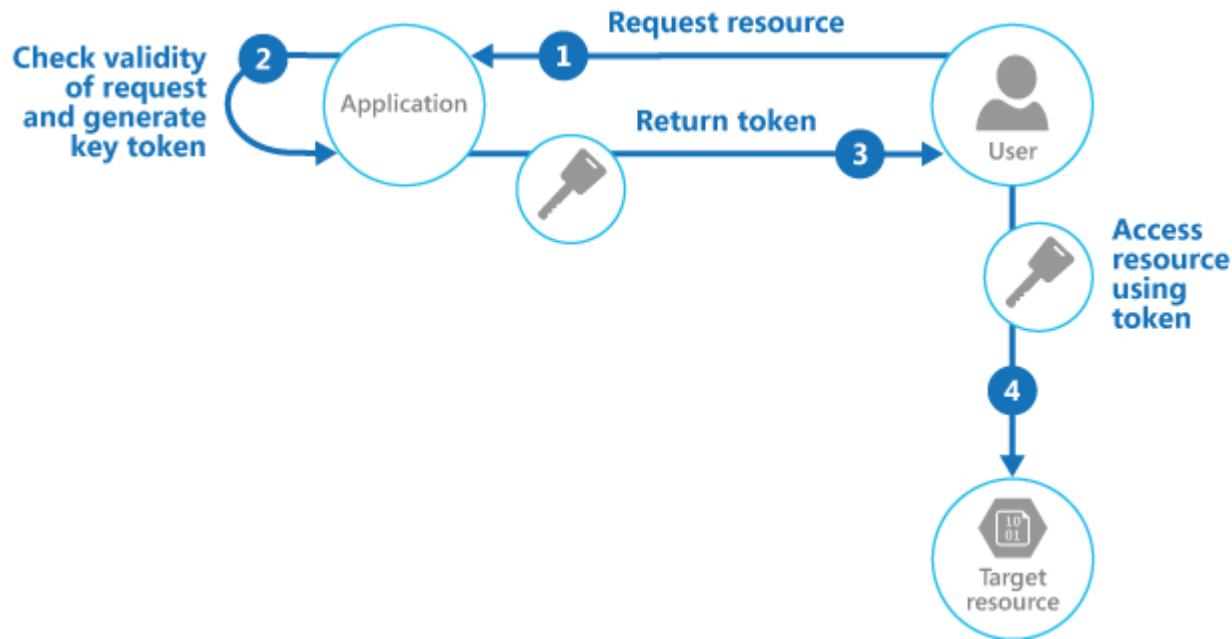 Request resource
1
2
Check validity
of request
and generate
key token
Application
Return token
3
User
Access
resource
using
token
4
10
01
Target
resource